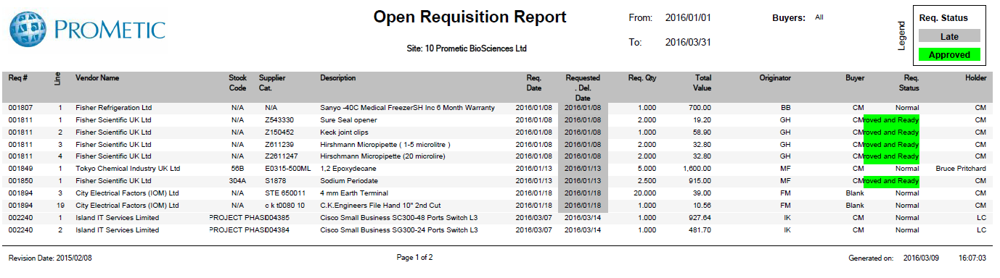 PROMETIC
Open Requisition Report
Site: 10 Prometic BioSciences Ltd
From: 2016/01/01
To: 2016/03/31
Buyers: All
Legend
Req. Status
Late
Approved
Req # Line Vendor Name Stock Code Supplier Cat. Description Req. Date Requested . Del. Date Req. Qty Total Value Originator Buyer Req. Status Holder
001807 1 Fisher Refrigeration Ltd N/A N/A Sanyo -40C Medical FreezerSH Inc 6 Month Warranty 2016/01/08 2016/01/08 1.000 700.00 BB CM Normal CM
001811 1 Fisher Scientific UK Ltd N/A Z543330 Sure Seal opener 2016/01/08 2016/01/08 2.000 19.20 GH CM roved and Ready CM
001811 2 Fisher Scientific UK Ltd N/A Z150452 Keck joint clips 2016/01/08 2016/01/08 1.000 58.90 GH CM roved and Ready CM
001811 3 Fisher Scientific UK Ltd N/A Z611239 Hirshmann Micropipette ( 1-5 microlitre ) 2016/01/08 2016/01/08 2.000 32.80 GH CM roved and Ready CM
001811 4 Fisher Scientific UK Ltd N/A Z2611247 Hirschmann Micropipette (20 microlire) 2016/01/08 2016/01/08 2.000 32.80 GH CM roved and Ready CM
001849 1 Tokyo Chemical Industry UK Ltd 56B E0315-500ML 1,2 Epoxydecane 2016/01/13 2016/01/13 5.000 1,600.00 MF CM Normal Bruce Pritchard
001850 1 Fisher Scientific UK Ltd 304A S1878 Sodium Periodate 2016/01/13 2016/01/13 2.500 915.00 MF CM roved and Ready CM
001894 3 City Electrical Factors (IOM) Ltd N/A STE 650011 4 mm Earth Terminal 2016/01/18 2016/01/18 20.000 39.00 FM Blank Normal CM
001894 19 City Electrical Factors (IOM) Ltd N/A c k t0080 10 C.K.Engineers File Hand 10" 2nd Cut 2016/01/18 2016/01/18 1.000 10.56 FM Blank Normal CM
002240 1 Island IT Services Limited PROJECT PHAS 004385 Cisco Small Business SC300-48 Ports Switch L3 2016/03/07 2016/03/14 1.000 927.64 IK CM Normal LC
002240 2 Island IT Services Limited PROJECT PHAS 004384 Cisco Small Business SG300-24 Ports Switch L3 2016/03/07 2016/03/14 1.000 481.70 IK CM Normal LC
Revision Date: 2015/02/08 Page 1 of 2 Generated on: 2016/03/09 16:07:03